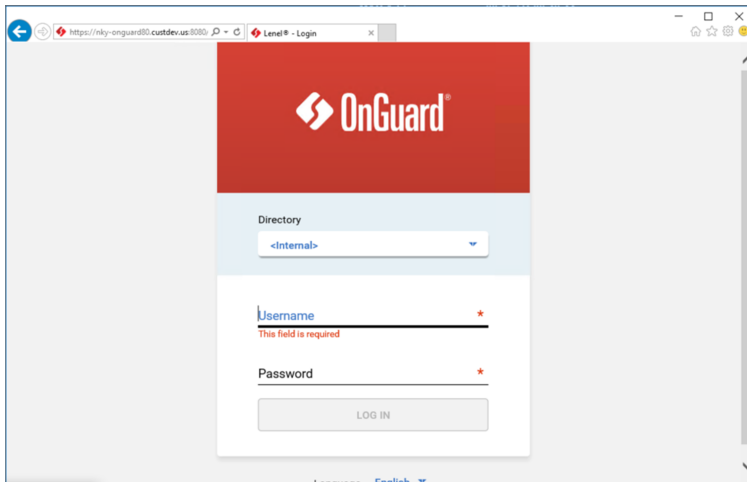 https://nky-onguard80.custdev.us:8080/
Lenel® - Login
OnGuard®
Directory
<Internal>
Username *
This field is required
Password *
LOG IN
English